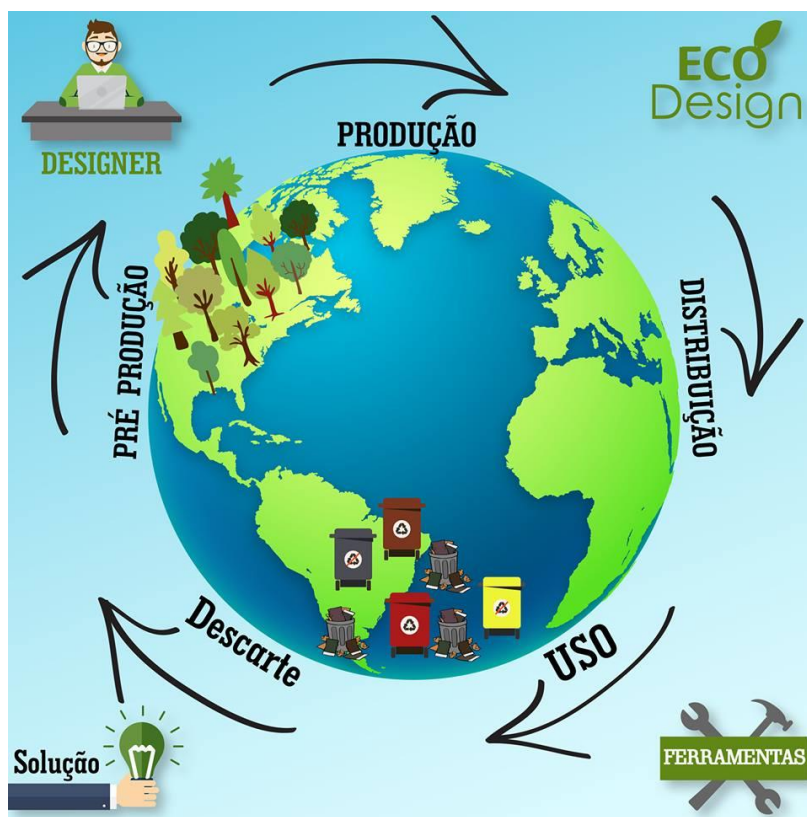 ECO
Design
DESIGNER
PRODUÇÃO
PRÉ PRODUÇÃO
DISTRIBUIÇÃO
USO
Descarte
Solução
FERRAMENTAS